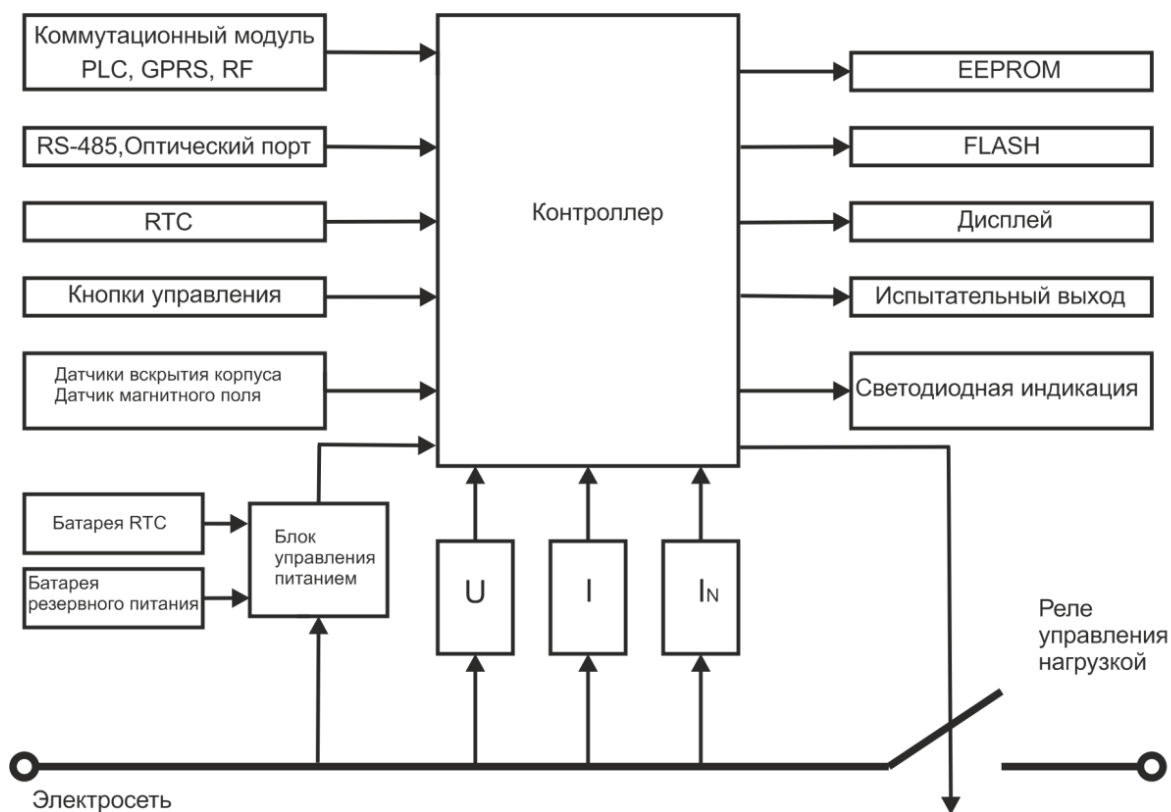 Коммутационный модуль
PLC, GPRS, RF
RS-485,Оптический порт
RTC
Кнопки управления
Датчики вскрытия корпуса
Датчик магнитного поля
Батарея RTC
Батарея
резервного питания
Блок
управления
питанием
Контроллер
U
I
IN
EEPROM
FLASH
Дисплей
Испытательный выход
Светодиодная индикация
Реле
управления
нагрузкой
Электросеть